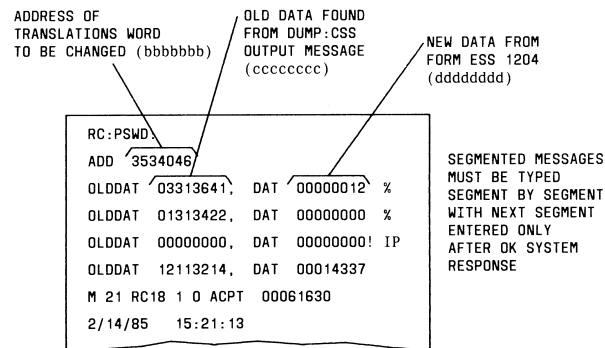 ADDRESS OF
TRANSLATIONS WORD
TO BE CHANGED (bbbbbbb)
OLD DATA FOUND
FROM DUMP:CSS
OUTPUT MESSAGE
(cccccccc)
NEW DATA FROM
FORM ESS 1204
(dddddddd)
RC:PSWD:
ADD 3534046
OLDDAT 03313641, DAT 00000012 %
OLDDAT 01313422, DAT 00000000 %
OLDDAT 00000000, DAT 00000000! IP
OLDDAT 12113214, DAT 00014337
M 21 RC18 1 0 ACPT 00061630
2/14/85 15:21:13
SEGMENTED MESSAGES
MUST BE TYPED
SEGMENT BY SEGMENT
WITH NEXT SEGMENT
ENTERED ONLY
AFTER OK SYSTEM
RESPONSE